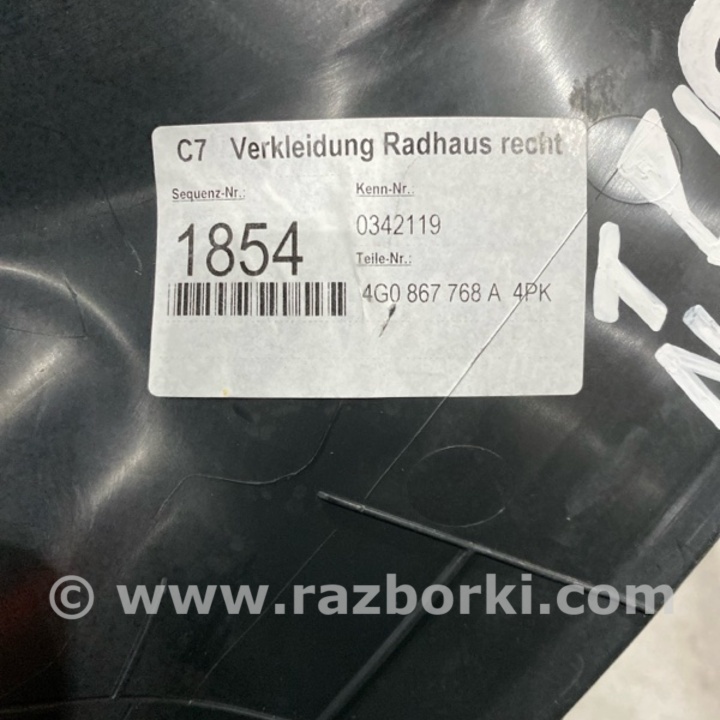 C7 Verkleidung Radhaus recht
Sequenz-Nr.:
Kenn-Nr.:
1854
0342119
Teile-Nr.:
4G0 867 768 A 4PK
© www.razborki.com